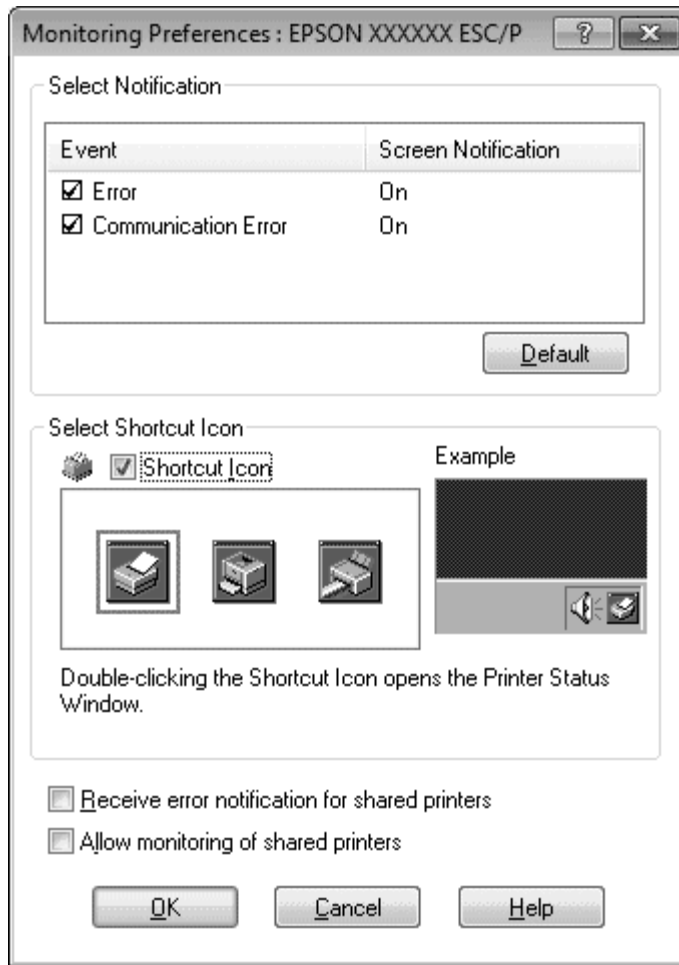 Monitoring Preferences : EPSON XXXXXX ESC/P
Select Notification
Event Screen Notification
Error On
Communication Error On
Default
Select Shortcut Icon
Shortcut Icon
Example
Double-clicking the Shortcut Icon opens the Printer Status
Window.
Receive error notification for shared printers
Allow monitoring of shared printers
OK Cancel Help